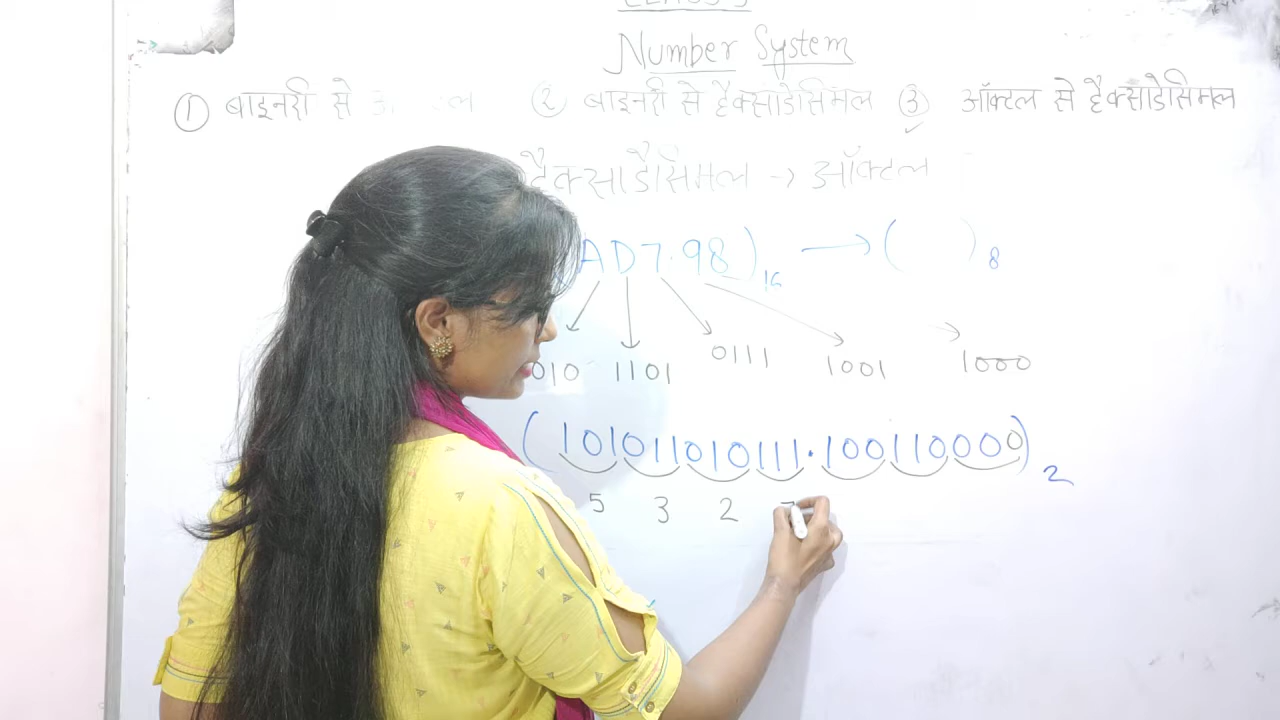 Number System
① बाइनरी से ② बाइनरी से हैक्साडेसिमल ③ ऑक्टल से हैक्साडेसिमल
हैक्साडेसिमल → ऑक्टल
AD7.98)16 → ( )8
010 1101 0111 1001 1000
(101011010111.100110000)2
5 3 2